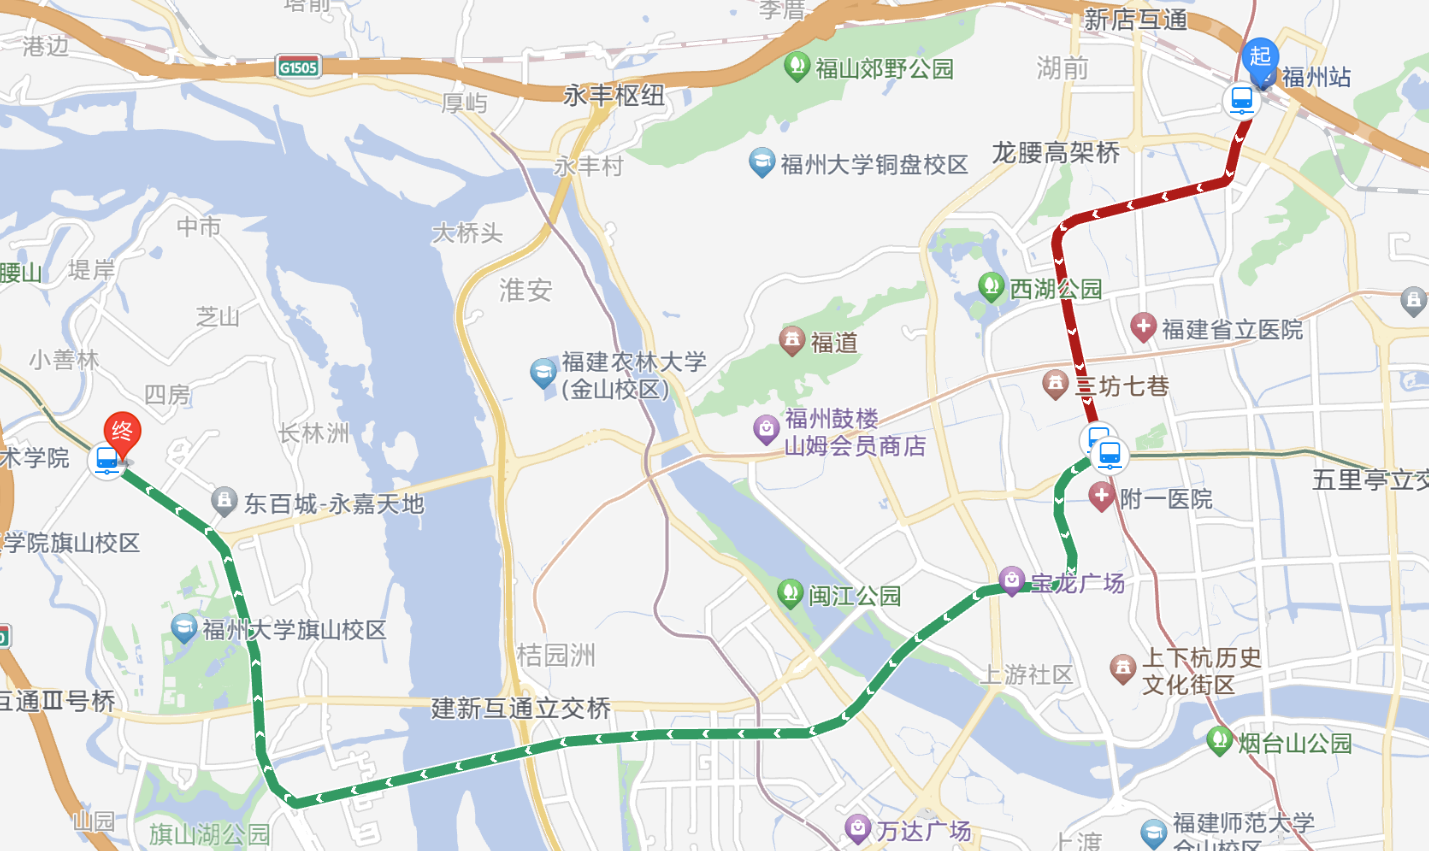 塔前
李厝
新店互通
港边
G1505
福山郊野公园
湖前
起
福州站
厚屿
永丰枢纽
龙腰高架桥
永丰村
福州大学铜盘校区
中市
大桥头
腰山
堤岸
淮安
西湖公园
芝山
福建省立医院
福道
小善林
福建农林大学
(金山校区)
三坊七巷
四房
福州鼓楼
山姆会员商店
终
长林洲
术学院
五里亭立交
东百城-永嘉天地
附一医院
学院旗山校区
宝龙广场
闽江公园
福州大学旗山校区
桔园洲
上游社区
上下杭历史
文化街区
互通Ⅲ号桥
建新互通立交桥
烟台山公园
山园
旗山湖公园
万达广场
上渡
福建师范大学
仓山校区